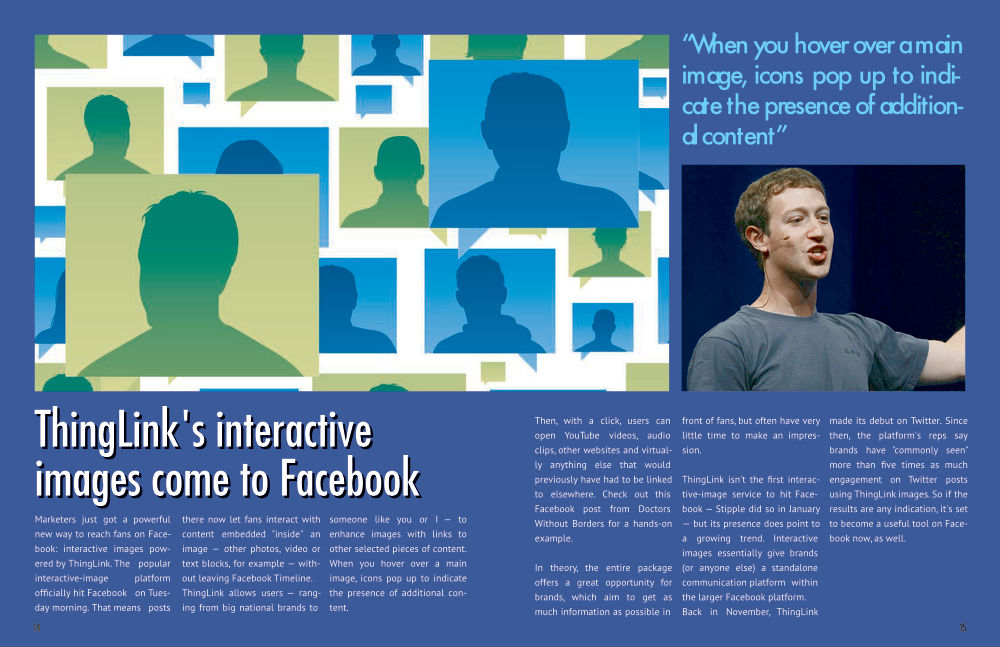 “When you hover over a main
image, icons pop up to indi-
cate the presence of addition-
al content”
ThingLink's interactive
images come to Facebook
Marketers just got a powerful
new way to reach fans on Face-
book: interactive images pow-
ered by ThingLink. The popular
interactive-image platform
officially hit Facebook on Tues-
day morning. That means posts
there now let fans interact with
content embedded "inside" an
image — other photos, video or
text blocks, for example — with-
out leaving Facebook Timeline.
ThingLink allows users — rang-
ing from big national brands to
someone like you or I — to
enhance images with links to
other selected pieces of content.
When you hover over a main
image, icons pop up to indicate
the presence of additional con-
tent.
Then, with a click, users can
open YouTube videos, audio
clips, other websites and virtual-
ly anything else that would
previously have had to be linked
to elsewhere. Check out this
Facebook post from Doctors
Without Borders for a hands-on
example.
In theory, the entire package
offers a great opportunity for
brands, which aim to get as
much information as possible in
front of fans, but often have very
little time to make an impres-
sion.
ThingLink isn't the first interac-
tive-image service to hit Face-
book — Stipple did so in January
— but its presence does point to
a growing trend. Interactive
images essentially give brands
(or anyone else) a standalone
communication platform within
the larger Facebook platform.
Back in November, ThingLink
made its debut on Twitter. Since
then, the platform's reps say
brands have "commonly seen"
more than five times as much
engagement on Twitter posts
using ThingLink images. So if the
results are any indication, it's set
to become a useful tool on Face-
book now, as well.